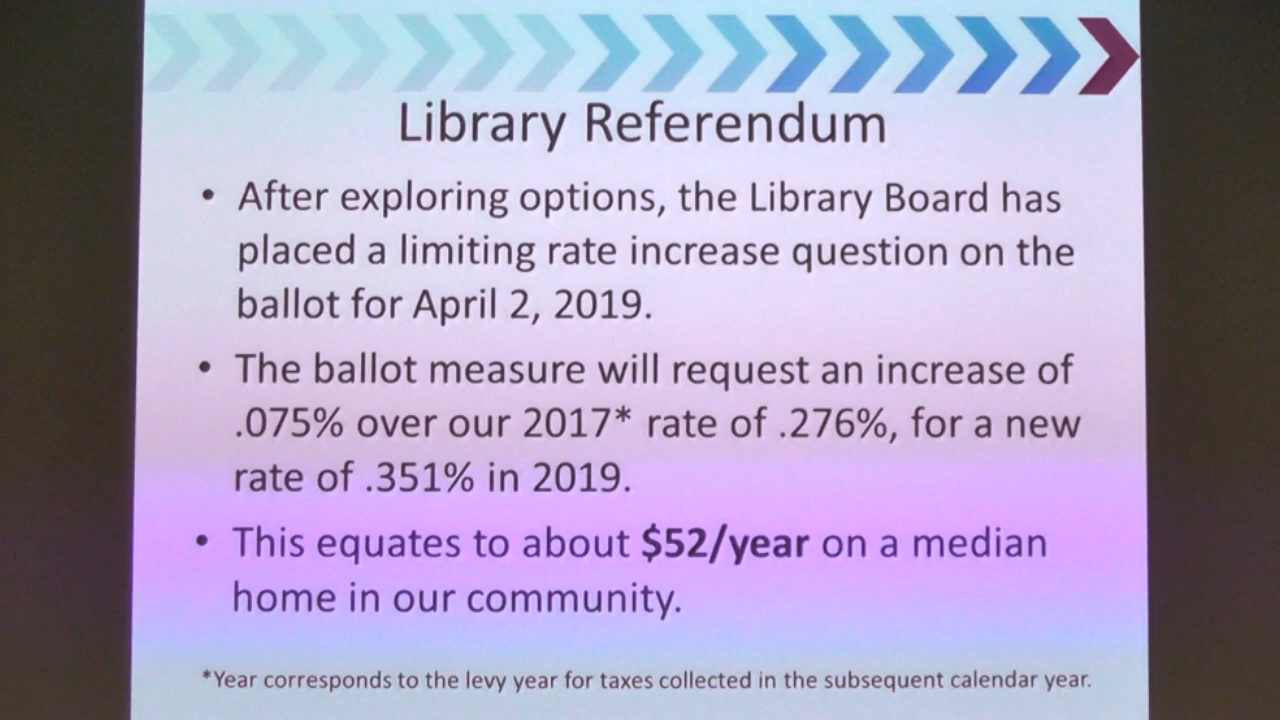 Library Referendum
• After exploring options, the Library Board has
placed a limiting rate increase question on the
ballot for April 2, 2019.
• The ballot measure will request an increase of
.075% over our 2017* rate of .276%, for a new
rate of .351% in 2019.
• This equates to about $52/year on a median
home in our community.
*Year corresponds to the levy year for taxes collected in the subsequent calendar year.